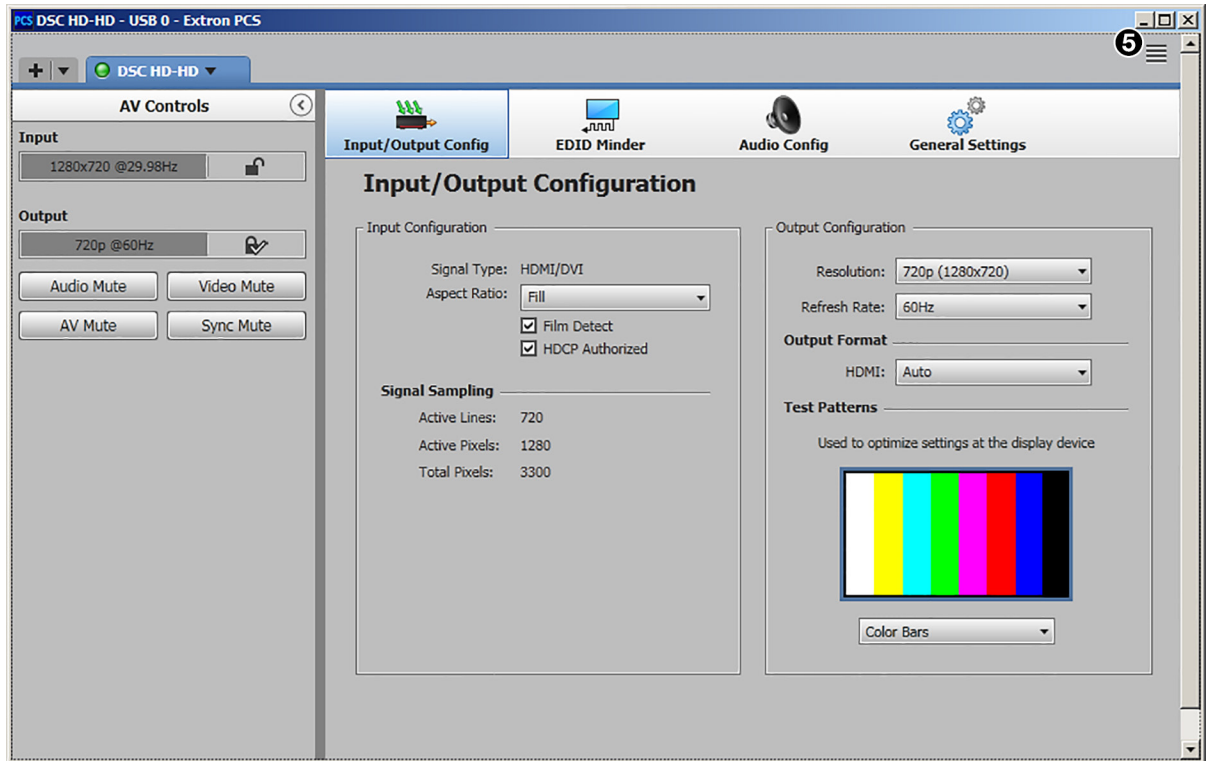 PCS DSC HD-HD - USB 0 - Extron PCS
5
DSC HD-HD
AV Controls
Input
1280x720 @29.98Hz
Output
720p @60Hz
Audio Mute
Video Mute
AV Mute
Sync Mute
Input/Output Config
EDID Minder
Audio Config
General Settings
Input/Output Configuration
Input Configuration
Signal Type: HDMI/DVI
Aspect Ratio: Fill
Film Detect
HDCP Authorized
Signal Sampling
Active Lines: 720
Active Pixels: 1280
Total Pixels: 3300
Output Configuration
Resolution: 720p (1280x720)
Refresh Rate: 60Hz
Output Format
HDMI: Auto
Test Patterns
Used to optimize settings at the display device
Color Bars